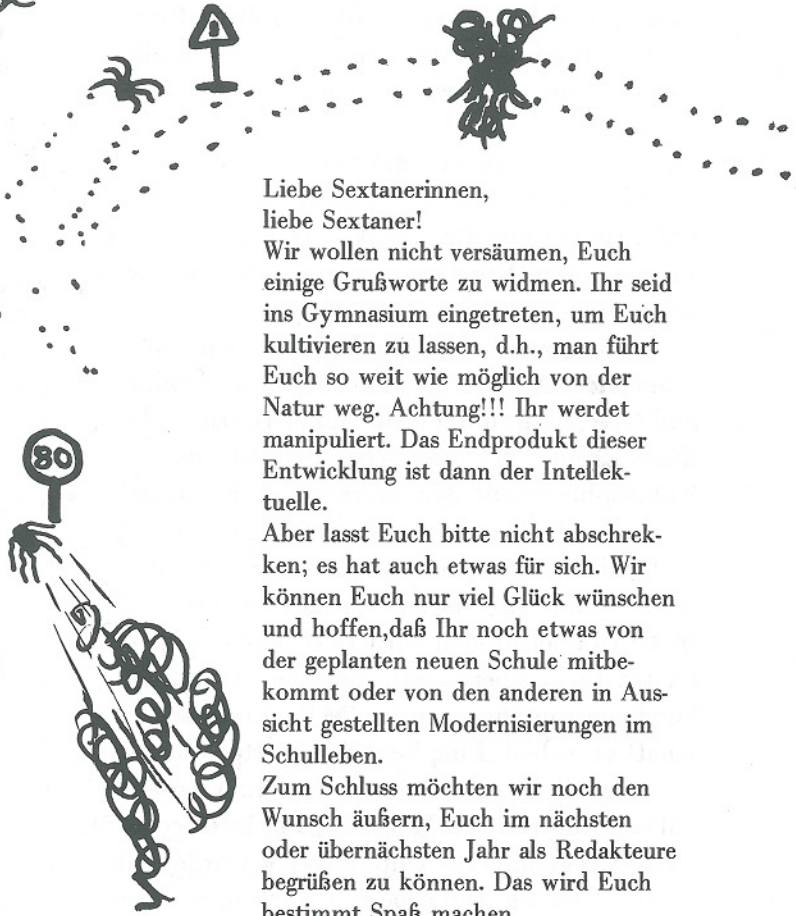 Liebe Sextanerinnen,
liebe Sextaner!
Wir wollen nicht versäumen, Euch
einige Grußworte zu widmen. Ihr seid
ins Gymnasium eingetreten, um Euch
kultivieren zu lassen, d.h., man führt
Euch so weit wie möglich von der
Natur weg. Achtung!!! Ihr werdet
manipuliert. Das Endprodukt dieser
Entwicklung ist dann der Intellek-
tuelle.
Aber lasst Euch bitte nicht abschrek-
ken; es hat auch etwas für sich. Wir
können Euch nur viel Glück wünschen
und hoffen,daß Ihr noch etwas von
der geplanten neuen Schule mitbe-
kommt oder von den anderen in Aus-
sicht gestellten Modernisierungen im
Schulleben.
Zum Schluss möchten wir noch den
Wunsch äußern, Euch im nächsten
oder übernächsten Jahr als Redakteure
begrüßen zu können. Das wird Euch
bestimmt Spaß machen
80